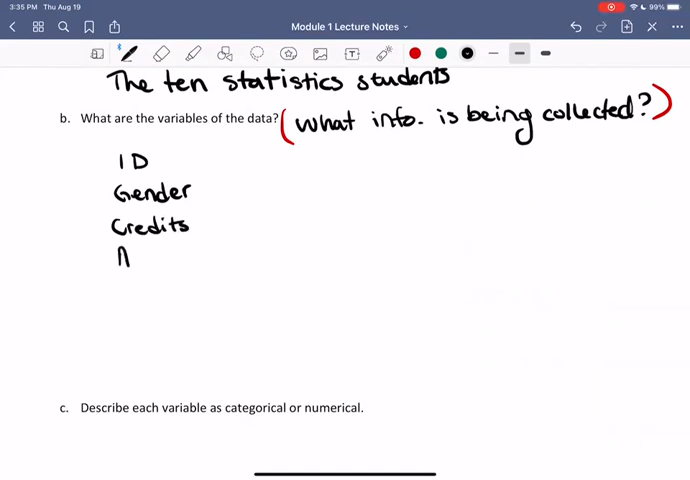 3:35 PM Thu Aug 19
99%
Module 1 Lecture Notes
The ten statistics students
b. What are the variables of the data? (What info. is being collected?)
ID
Gender
Credits
c. Describe each variable as categorical or numerical.